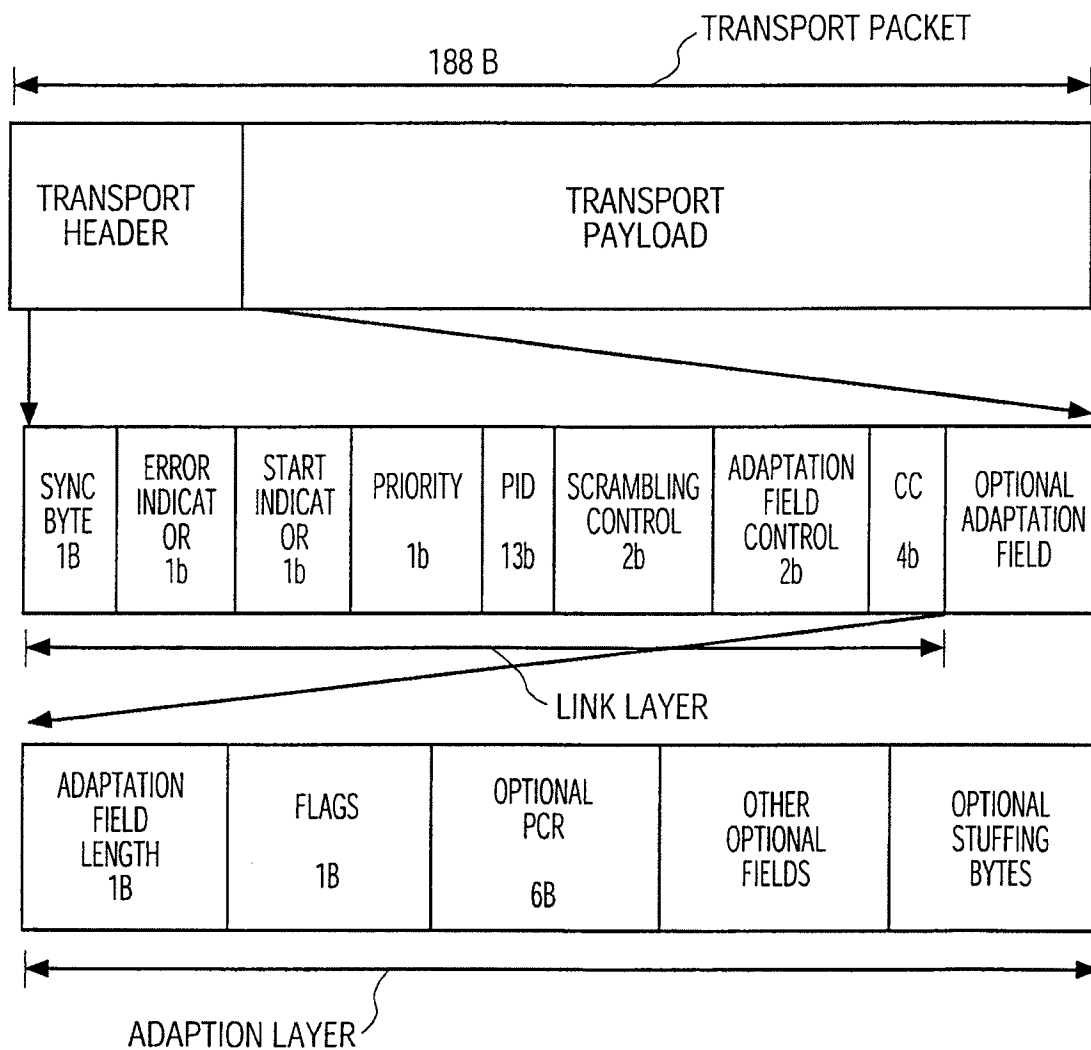 TRANSPORT PACKET
188 B
TRANSPORT
HEADER
TRANSPORT
PAYLOAD
SYNC
BYTE
1B
ERROR
INDICAT
OR
1b
START
INDICAT
OR
1b
PRIORITY
1b
PID
13b
SCRAMBLING
CONTROL
2b
ADAPTATION
FIELD
CONTROL
2b
CC
4b
OPTIONAL
ADAPTATION
FIELD
LINK LAYER
ADAPTATION
FIELD
LENGTH
1B
FLAGS
1B
OPTIONAL
PCR
6B
OTHER
OPTIONAL
FIELDS
OPTIONAL
STUFFING
BYTES
ADAPTION LAYER